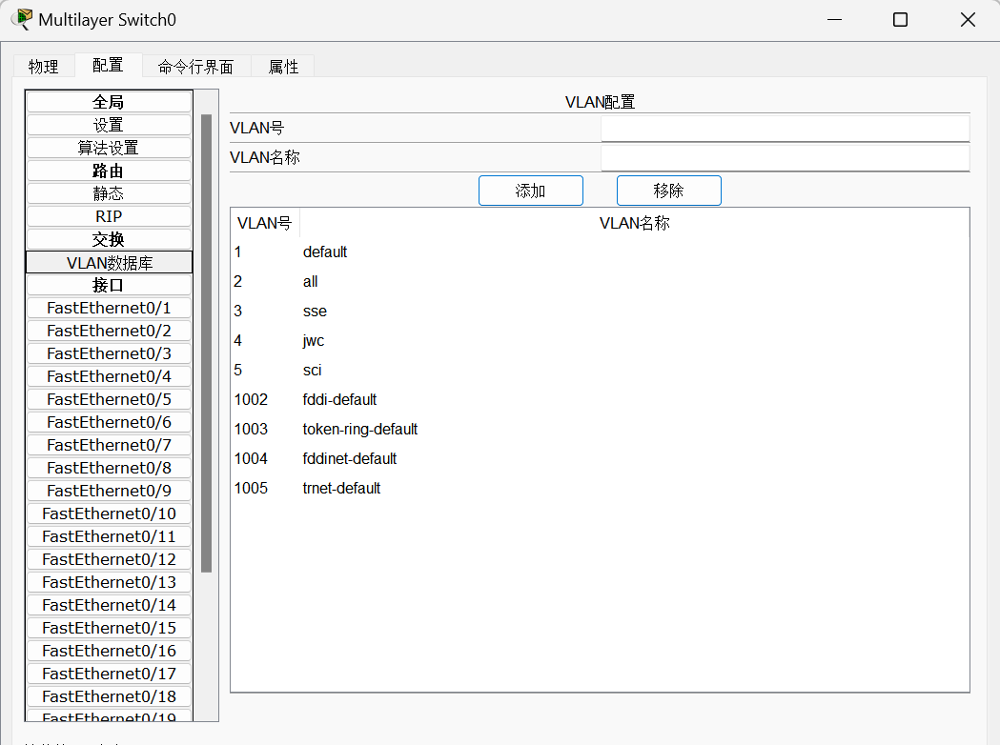 Multilayer Switch0
物理 配置 命令行界面 属性
全局
设置
算法设置
路由
静态
RIP
交换
VLAN数据库
接口
FastEthernet0/1
FastEthernet0/2
FastEthernet0/3
FastEthernet0/4
FastEthernet0/5
FastEthernet0/6
FastEthernet0/7
FastEthernet0/8
FastEthernet0/9
FastEthernet0/10
FastEthernet0/11
FastEthernet0/12
FastEthernet0/13
FastEthernet0/14
FastEthernet0/15
FastEthernet0/16
FastEthernet0/17
FastEthernet0/18
FastEthernet0/19
VLAN配置
VLAN号
VLAN名称
添加 移除
VLAN号 VLAN名称
1 default
2 all
3 sse
4 jwc
5 sci
1002 fddi-default
1003 token-ring-default
1004 fddinet-default
1005 trnet-default